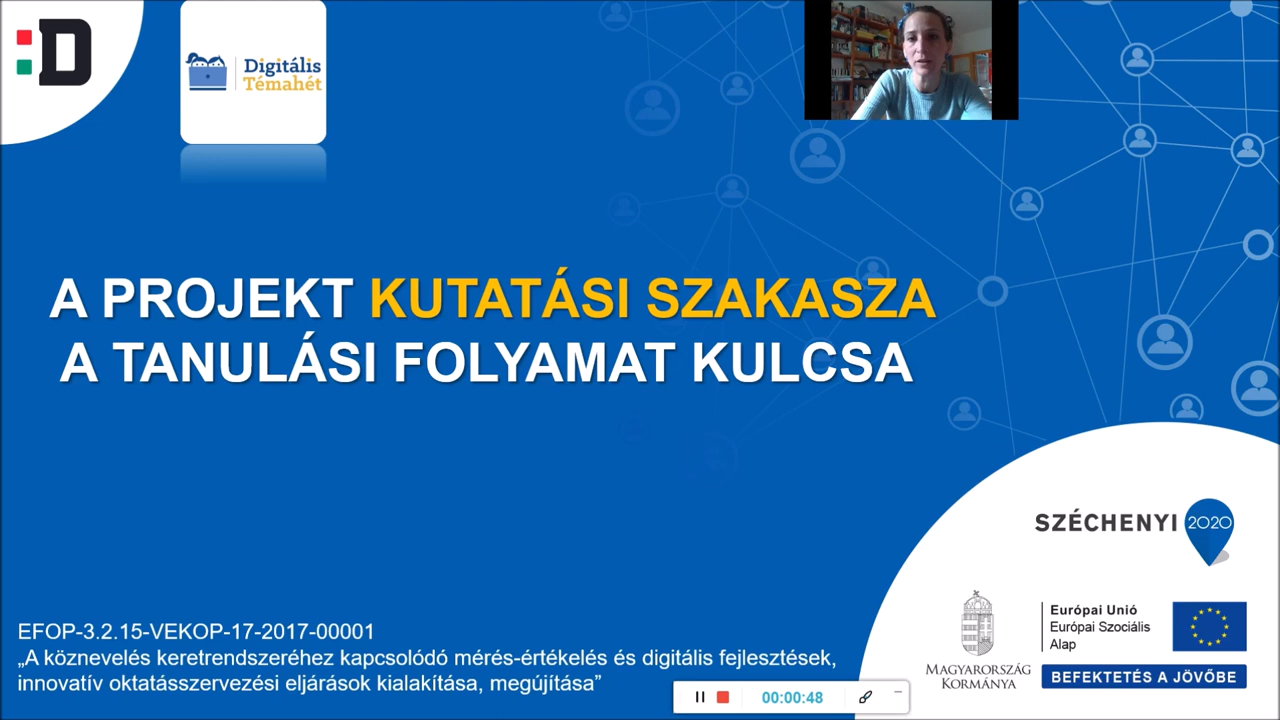 :D
Digitális
Témahét
A PROJEKT KUTATÁSI SZAKASZA
A TANULÁSI FOLYAMAT KULCSA
SZÉCHENYI 2020
EFOP-3.2.15-VEKOP-17-2017-00001
„A köznevelés keretrendszeréhez kapcsolódó mérés-értékelés és digitális fejlesztések,
innovatív oktatásszervezési eljárások kialakítása, megújítása”
MAGYARORSZÁG
KORMÁNYA
Európai Unió
Európai Szociális
Alap
BEFEKTETÉS A JÖVŐBE
00:00:48